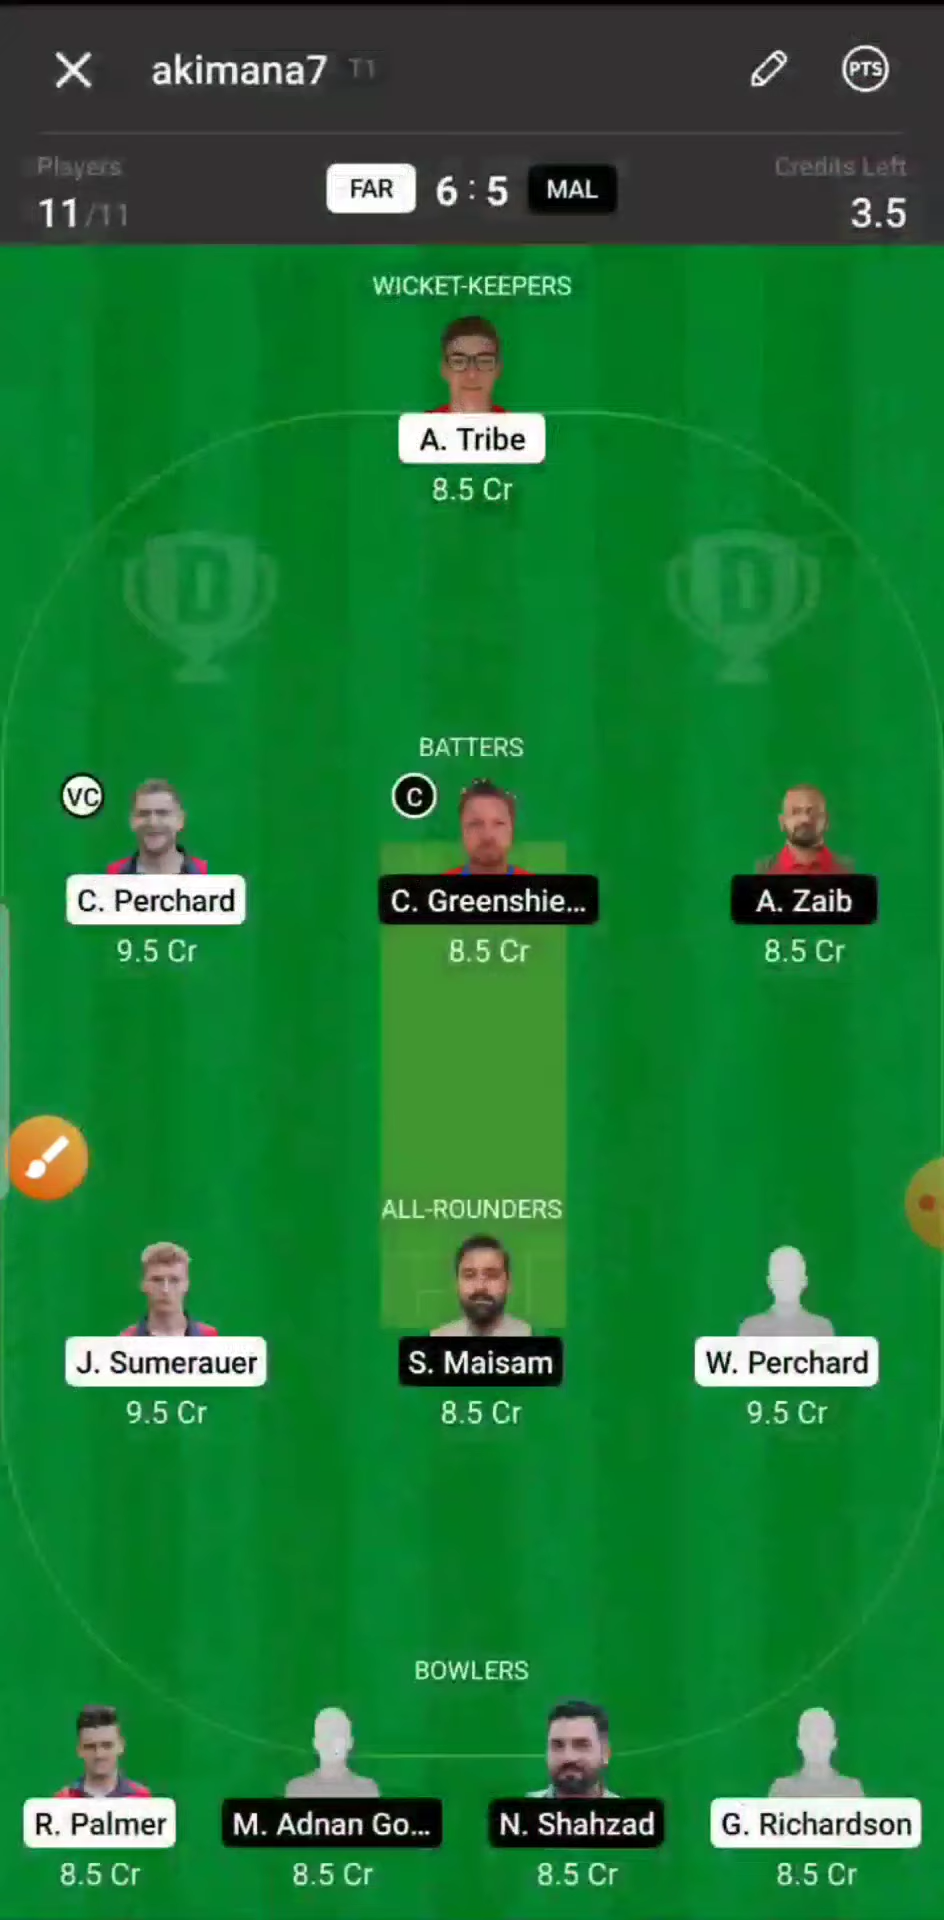 akimana7 T1
PTS
Players
Credits Left
11/11
FAR 6 : 5 MAL
3.5
WICKET-KEEPERS
A. Tribe
8.5 Cr
D D
BATTERS
VC C
C. Perchard C. Greenshie... A. Zaib
9.5 Cr 8.5 Cr 8.5 Cr
ALL-ROUNDERS
J. Sumerauer S. Maisam W. Perchard
9.5 Cr 8.5 Cr 9.5 Cr
BOWLERS
R. Palmer M. Adnan Go... N. Shahzad G. Richardson
8.5 Cr 8.5 Cr 8.5 Cr 8.5 Cr